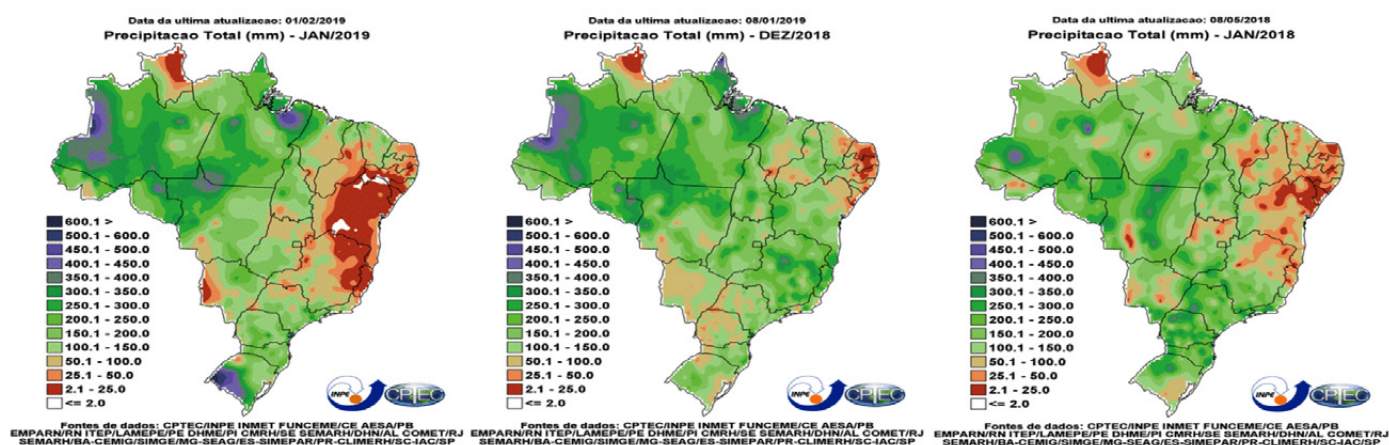 Data da ultima atualizacao: 01/02/2019
Precipitacao Total (mm) - JAN/2019
600.1 >
500.1 - 600.0
450.1 - 500.0
400.1 - 450.0
350.1 - 400.0
300.1 - 350.0
250.1 - 300.0
200.1 - 250.0
150.1 - 200.0
100.1 - 150.0
50.1 - 100.0
25.1 - 50.0
2.1 - 25.0
<= 2.0
INPE
CPTEC
Fontes de dados: CPTEC/INPE INMET FUNCEME/CE AESA/PB
EMPARN/RN ITEP/LAMEPE/PE DHME/PI CMRH/SE SEMARH/DHN/AL COMET/RJ
SEMARH/BA-CEMIG/SIMGE/MG-SEAG/ES-SIMEPAR/PR-CLIMERH/SC-IAC/SP
Data da ultima atualizacao: 08/01/2019
Precipitacao Total (mm) - DEZ/2018
600.1 >
500.1 - 600.0
450.1 - 500.0
400.1 - 450.0
350.1 - 400.0
300.1 - 350.0
250.1 - 300.0
200.1 - 250.0
150.1 - 200.0
100.1 - 150.0
50.1 - 100.0
25.1 - 50.0
2.1 - 25.0
<= 2.0
INPE
CPTEC
Fontes de dados: CPTEC/INPE INMET FUNCEME/CE AESA/PB
EMPARN/RN ITEP/LAMEPE/PE DHME/PI CMRH/SE SEMARH/DHN/AL COMET/RJ
SEMARH/BA-CEMIG/SIMGE/MG-SEAG/ES-SIMEPAR/PR-CLIMERH/SC-IAC/SP
Data da ultima atualizacao: 08/05/2018
Precipitacao Total (mm) - JAN/2018
600.1 >
500.1 - 600.0
450.1 - 500.0
400.1 - 450.0
350.1 - 400.0
300.1 - 350.0
250.1 - 300.0
200.1 - 250.0
150.1 - 200.0
100.1 - 150.0
50.1 - 100.0
25.1 - 50.0
2.1 - 25.0
<= 2.0
INPE
CPTEC
Fontes de dados: CPTEC/INPE INMET FUNCEME/CE AESA/PB
EMPARN/RN ITEP/LAMEPE/PE DHME/PI CMRH/SE SEMARH/DHN/AL COMET/RJ
SEMARH/BA-CEMIG/SIMGE/MG-SEAG/ES-SIMEPAR/PR-CLIMERH/SC-IAC/SP